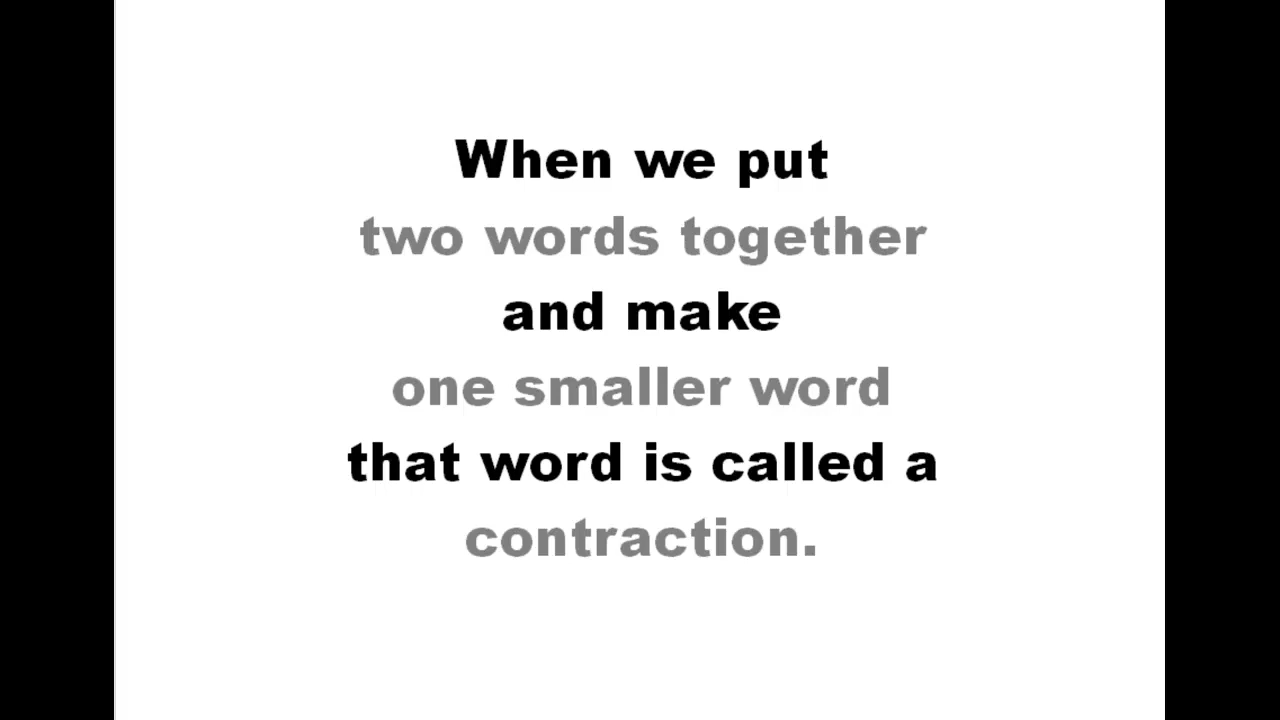 When we put
two words together
and make
one smaller word
that word is called a
contraction.